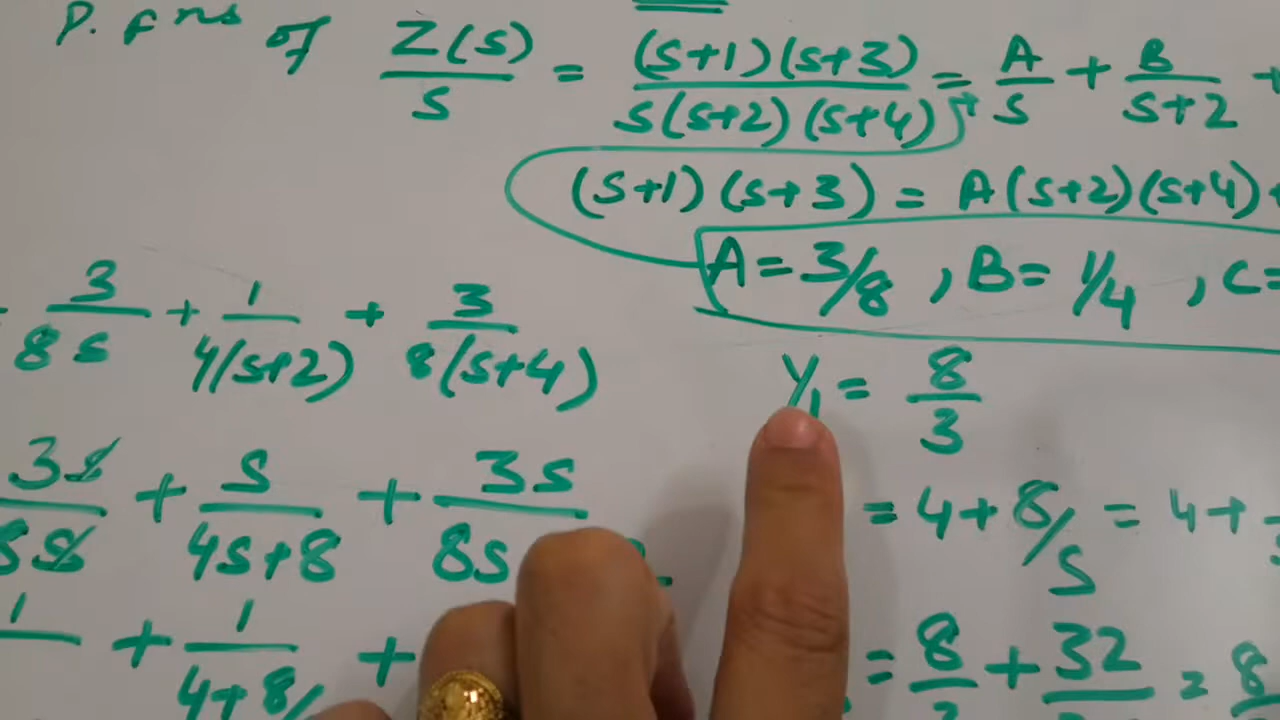 P. fns of Z(s)/s = (s+1)(s+3)/s(s+2)(s+4) = A/s + B/s+2 +
(s+1)(s+3) = A(s+2)(s+4)
A = 3/8, B = 1/4, C =
3/8s + 1/4(s+2) + 3/8(s+4)
Y1 = 8/3
3s/8s + s/4s+8 + 3s/8s
= 4 + 8/s = 4 +
1 + 1/4+8/ +
= 8 + 32 = 8